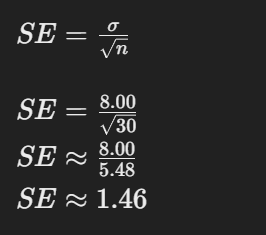 SE = σ/√n
SE = 8.00/√30
SE ≈ 8.00/5.48
SE ≈ 1.46